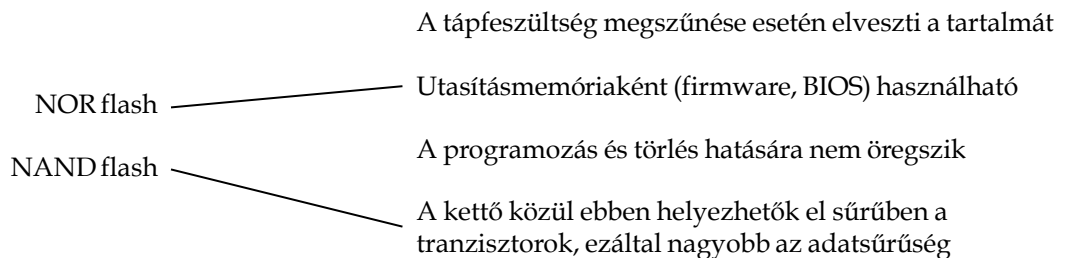 A tápfeszültség megszűnése esetén elveszti a tartalmát
NOR flash
Utasításmemóriaként (firmware, BIOS) használható
NAND flash
A programozás és törlés hatására nem öregszik
A kettő közül ebben helyezhetők el sűrűben a
tranzisztorok, ezáltal nagyobb az adatsűrűség